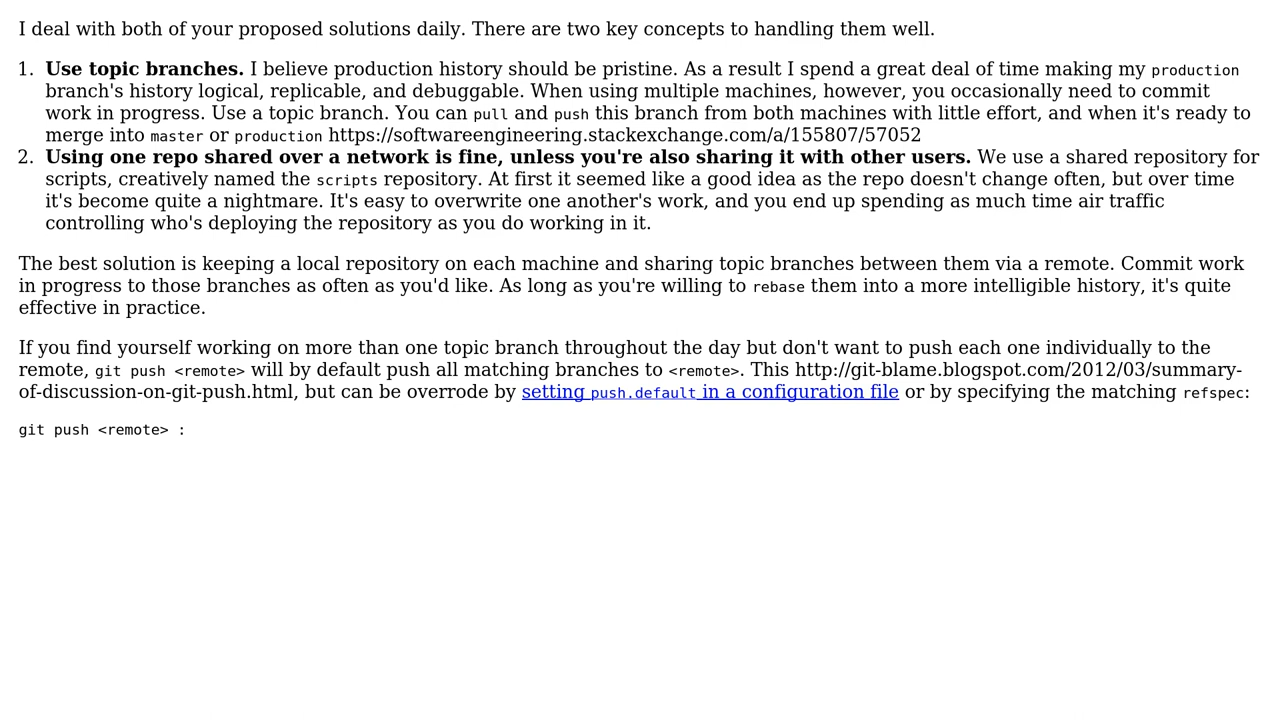 I deal with both of your proposed solutions daily. There are two key concepts to handling them well.
1. Use topic branches. I believe production history should be pristine. As a result I spend a great deal of time making my production
branch's history logical, replicable, and debuggable. When using multiple machines, however, you occasionally need to commit
work in progress. Use a topic branch. You can pull and push this branch from both machines with little effort, and when it's ready to
merge into master or production https://softwareengineering.stackexchange.com/a/155807/57052
2. Using one repo shared over a network is fine, unless you're also sharing it with other users. We use a shared repository for
scripts, creatively named the scripts repository. At first it seemed like a good idea as the repo doesn't change often, but over time
it's become quite a nightmare. It's easy to overwrite one another's work, and you end up spending as much time air traffic
controlling who's deploying the repository as you do working in it.
The best solution is keeping a local repository on each machine and sharing topic branches between them via a remote. Commit work
in progress to those branches as often as you'd like. As long as you're willing to rebase them into a more intelligible history, it's quite
effective in practice.
If you find yourself working on more than one topic branch throughout the day but don't want to push each one individually to the
remote, git push <remote> will by default push all matching branches to <remote>. This http://git-blame.blogspot.com/2012/03/summary-
of-discussion-on-git-push.html, but can be overrode by setting push.default in a configuration file or by specifying the matching refspec:
git push <remote> :